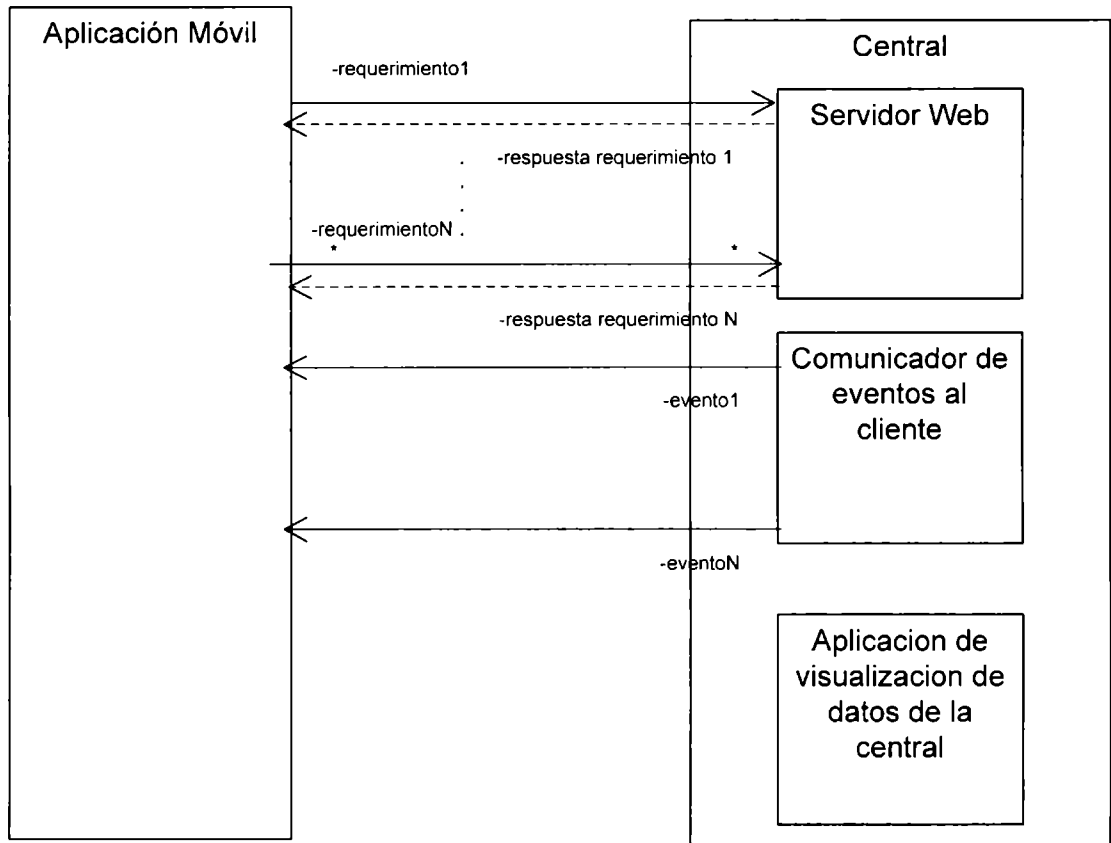 Aplicación Móvil
Central
-requerimiento1
Servidor Web
-respuesta requerimiento 1
-requerimientoN
*
*
-respuesta requerimiento N
Comunicador de
eventos al
cliente
-evento1
-eventoN
Aplicacion de
visualizacion de
datos de la
central